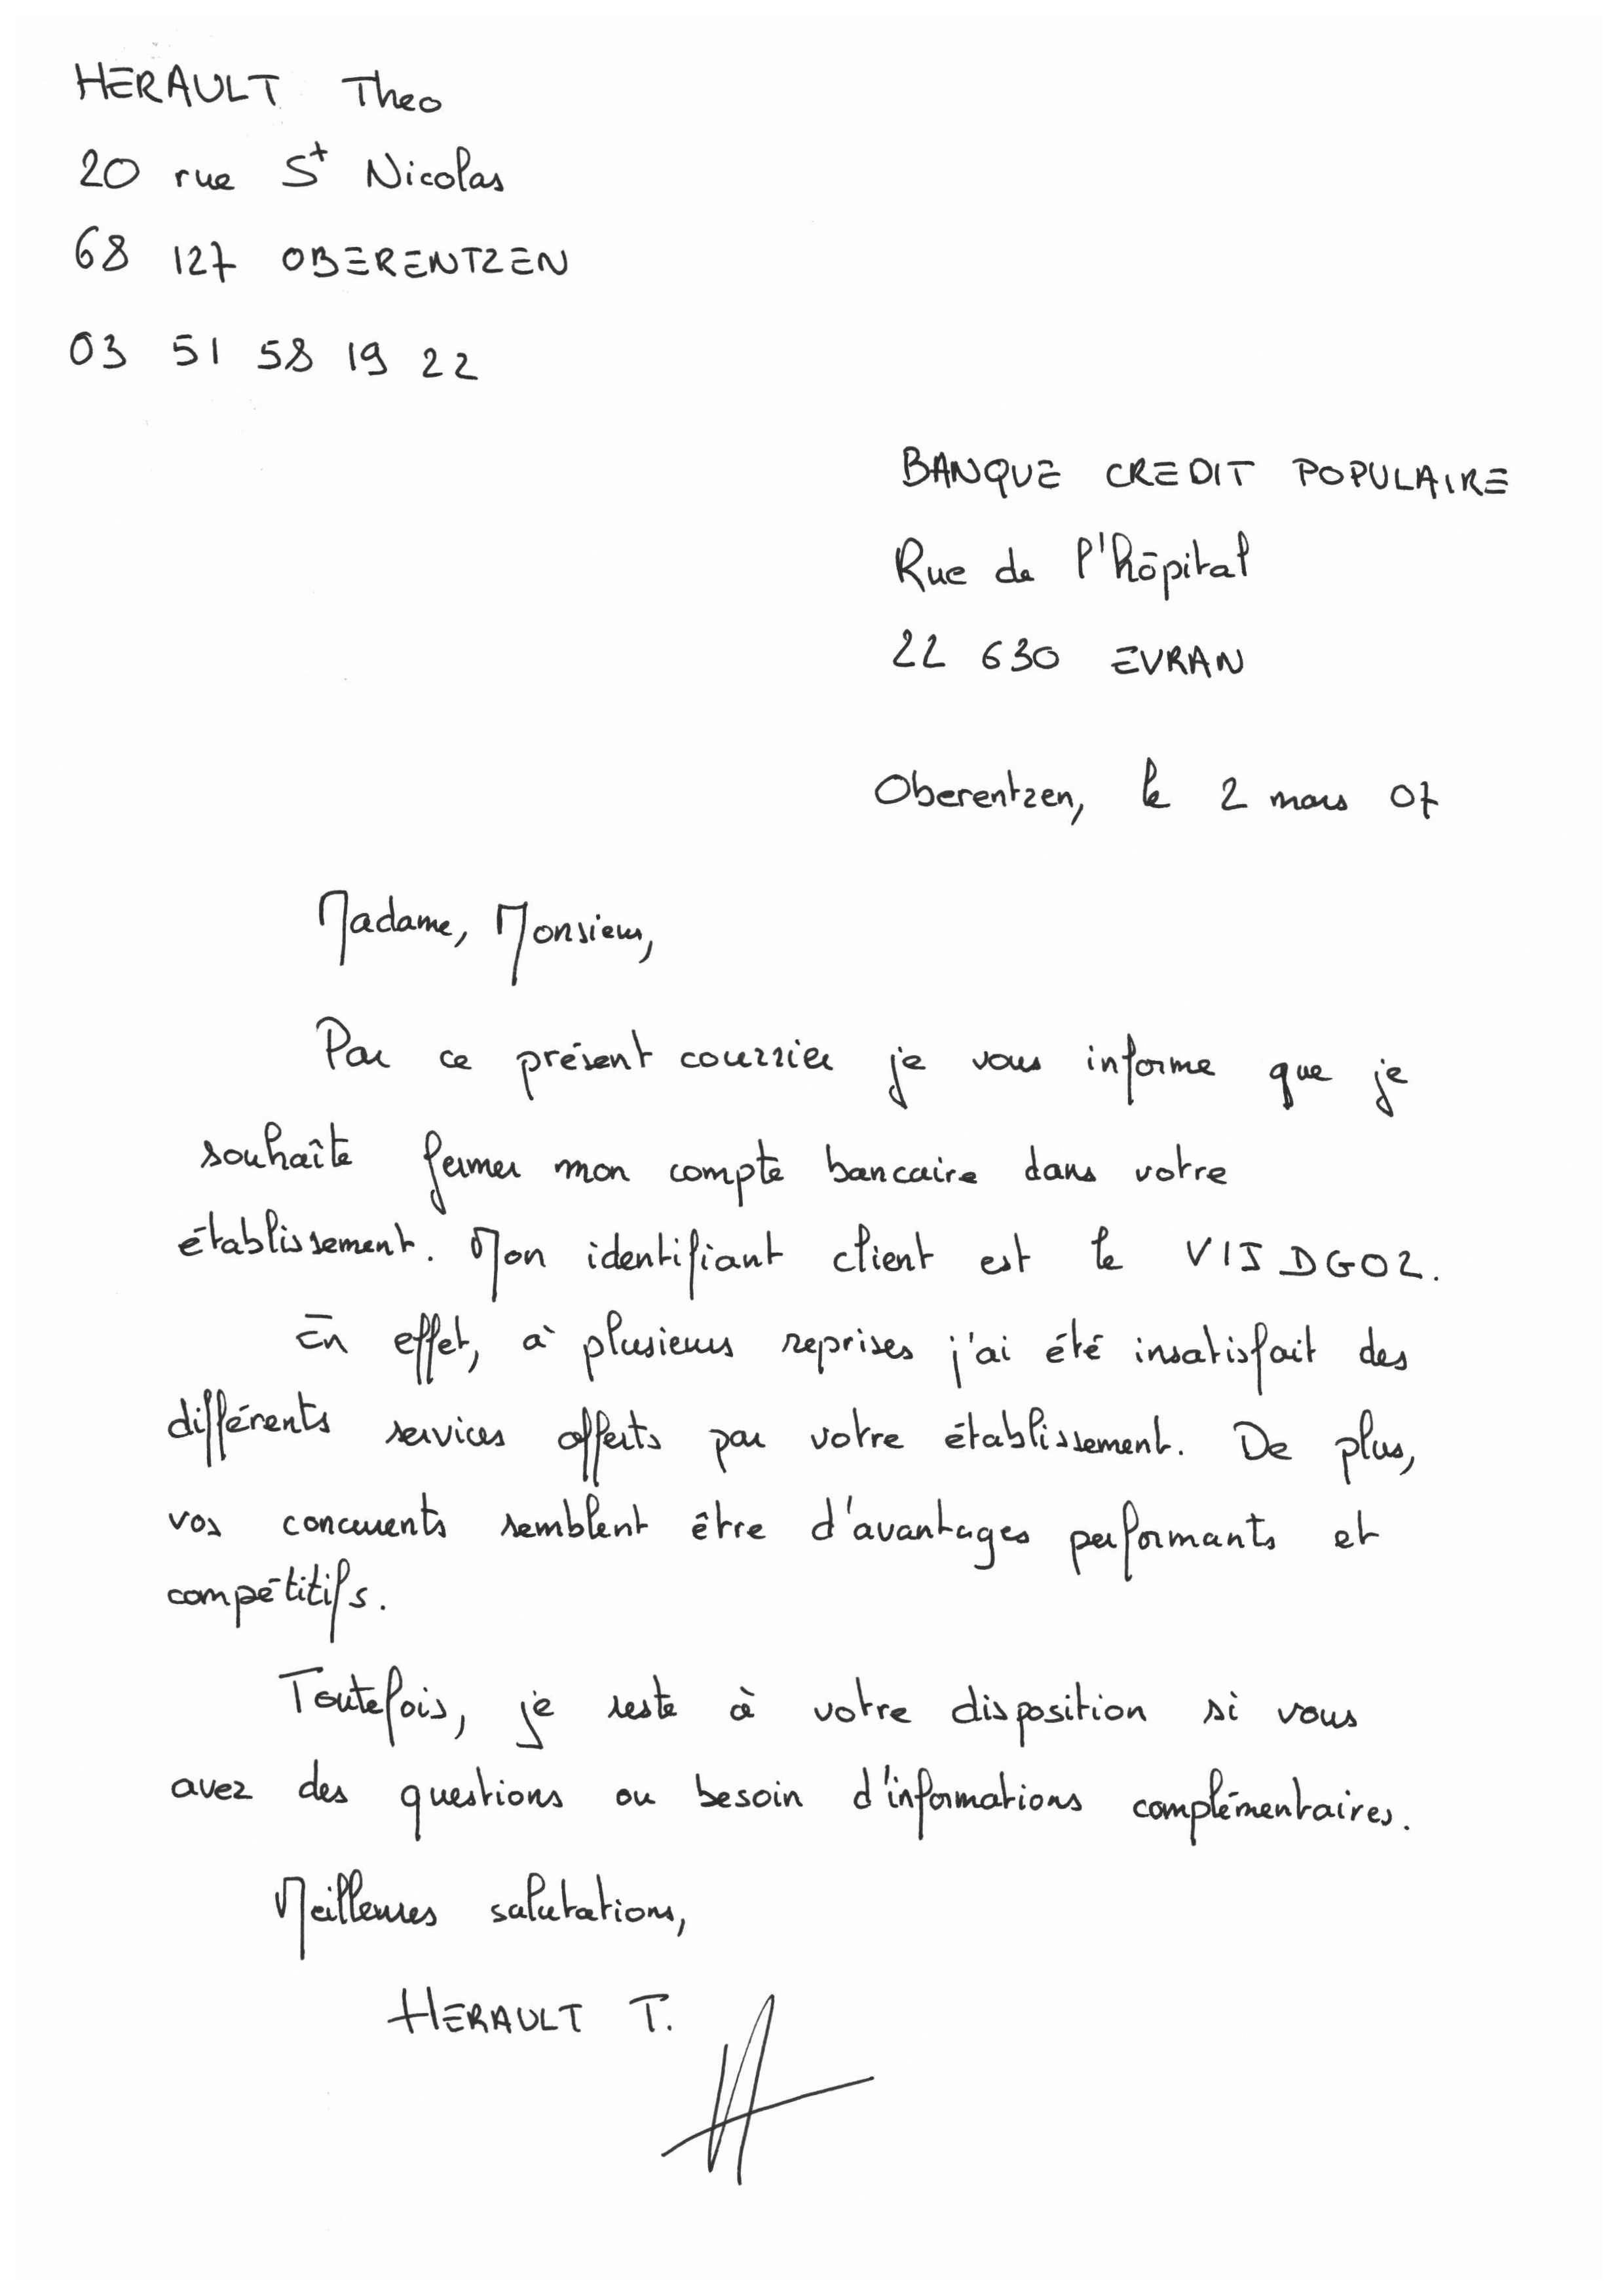 HERAULT Theo
20 rue St Nicolas
68 127 OBERENTZEN
03 51 58 19 22
BANQUE CREDIT POPULAIRE
Rue de l'hôpital
22 630 EVRAN
Oberentzen, le 2 mars 07
Madame, Monsieur,
Par ce présent courrier je vous informe que je
souhaîte fermer mon compte bancaire dans votre
établissement. Mon identifiant client est le VISDG02.
En effet, à plusieurs reprises j'ai été insatisfait des
différents services offerts par votre établissement. De plus,
vos concurrents semblent être d'avantages performants et
compétitifs.
Toutefois, je reste à votre disposition si vous
avez des questions ou besoin d'informations complémentaires.
Meilleures salutations,
HERAULT T.